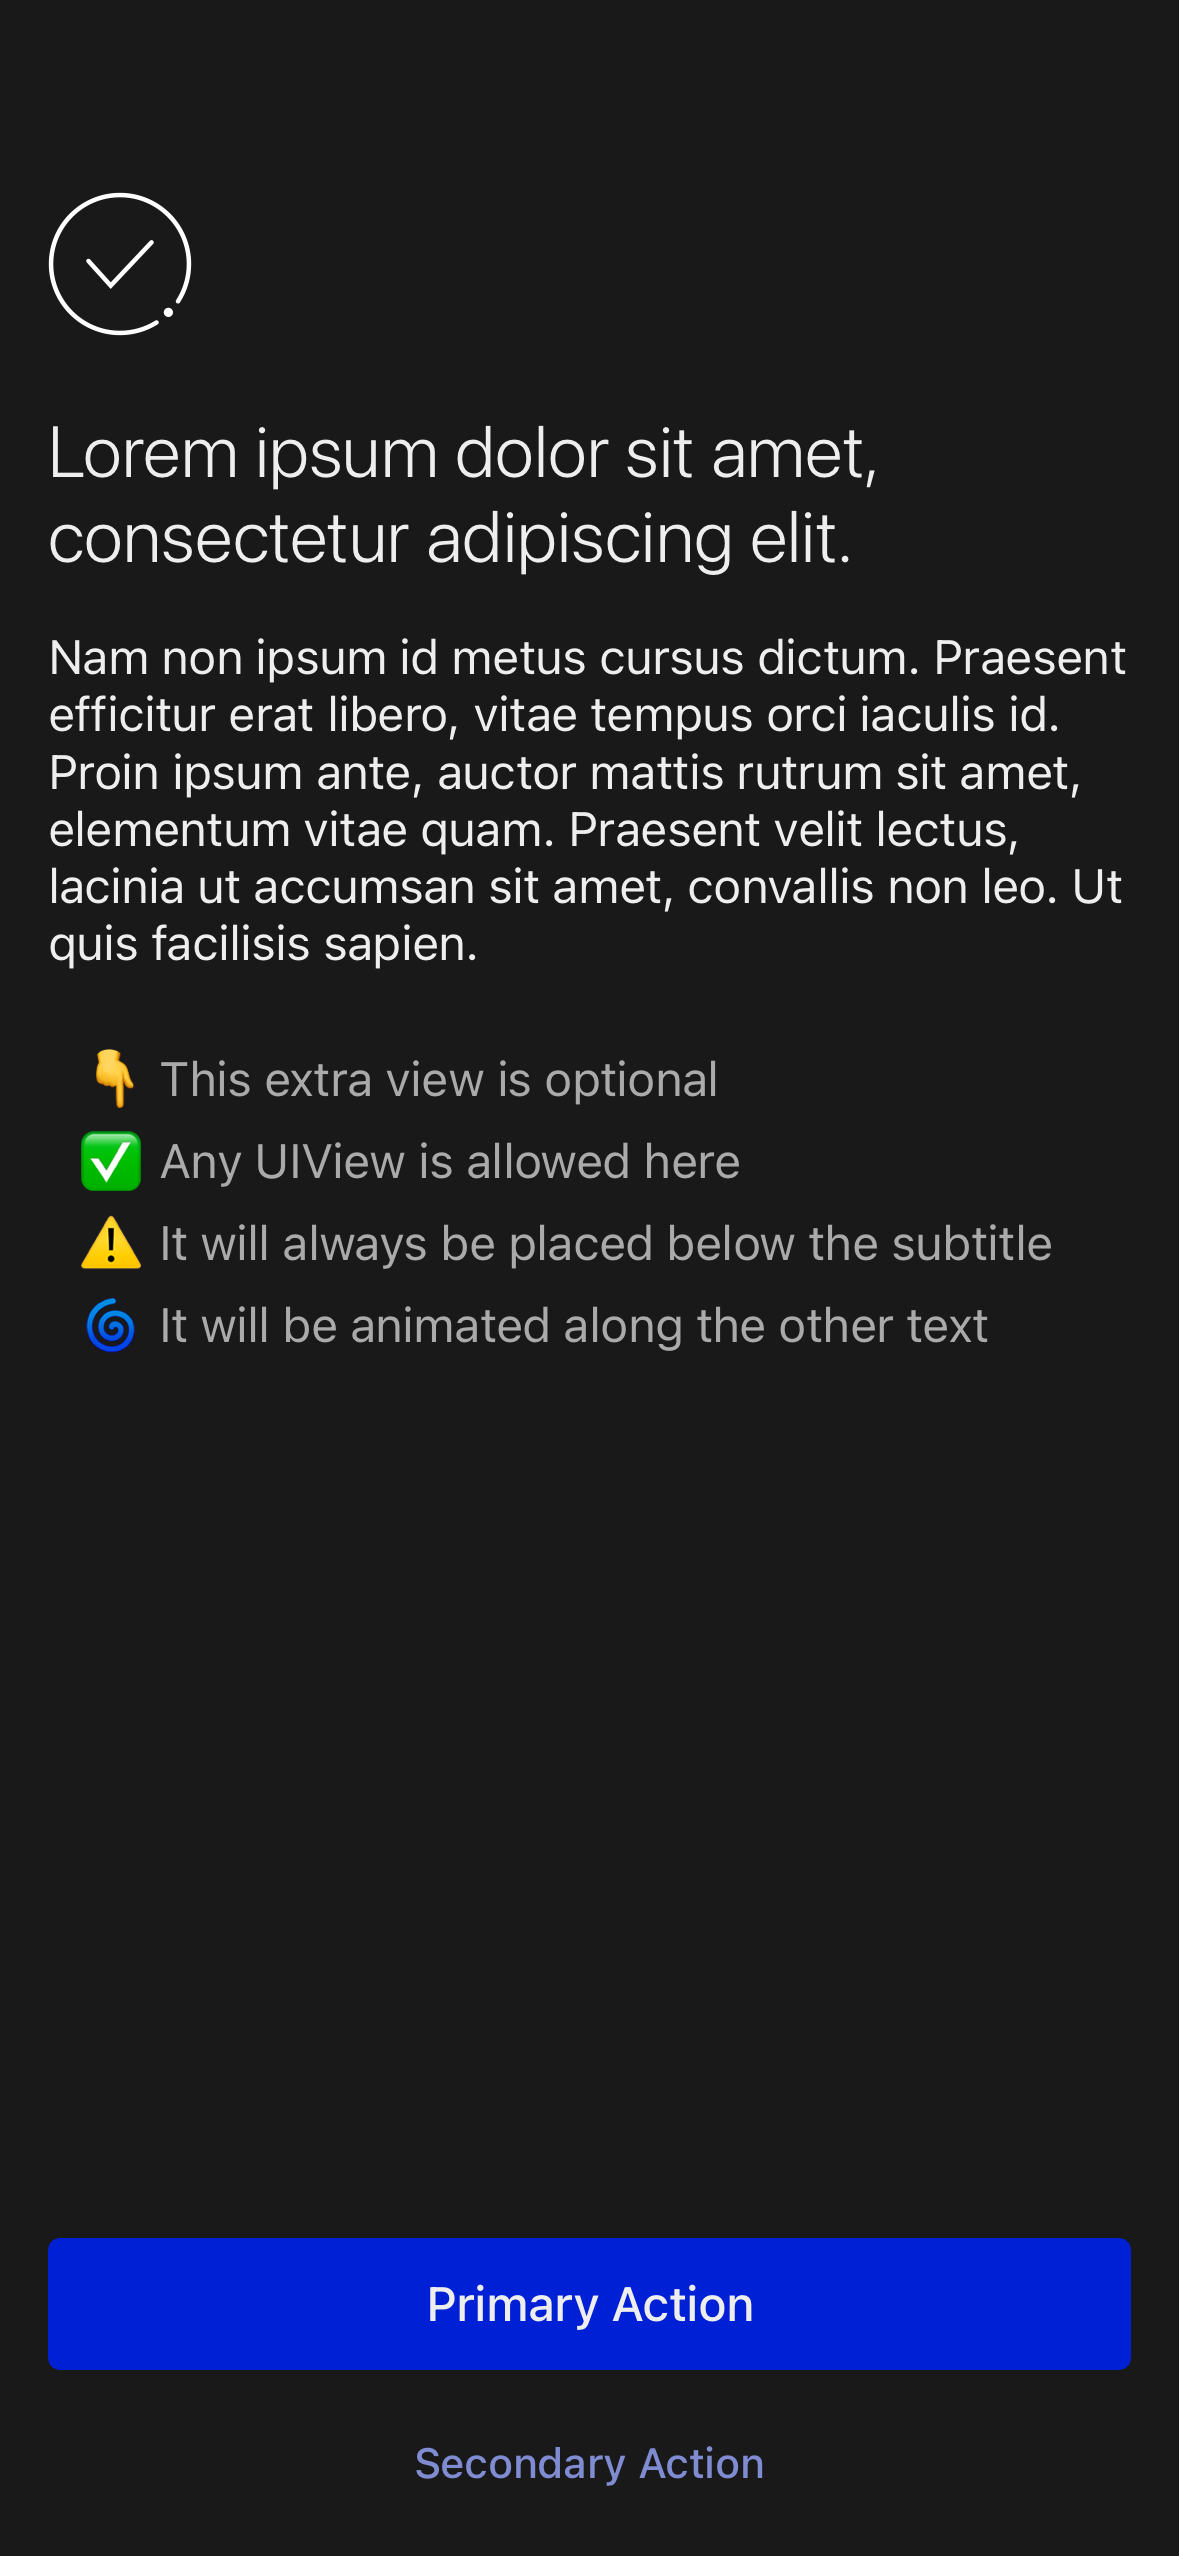 Lorem ipsum dolor sit amet,
consectetur adipiscing elit.
Nam non ipsum id metus cursus dictum. Praesent
efficitur erat libero, vitae tempus orci iaculis id.
Proin ipsum ante, auctor mattis rutrum sit amet,
elementum vitae quam. Praesent velit lectus,
lacinia ut accumsan sit amet, convallis non leo. Ut
quis facilisis sapien.
👇 This extra view is optional
✅ Any UIView is allowed here
⚠️ It will always be placed below the subtitle
🌀 It will be animated along the other text
Primary Action
Secondary Action